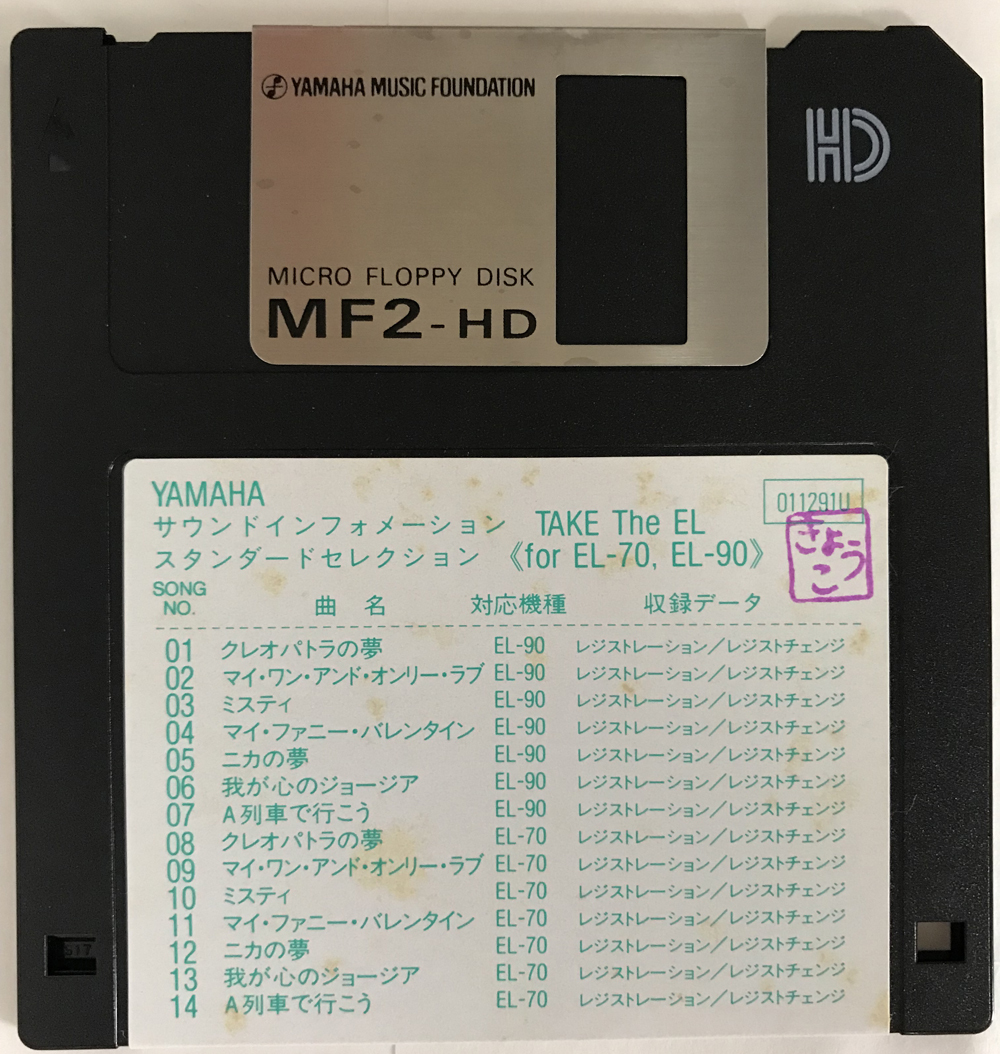 YAMAHA MUSIC FOUNDATION
HD
MICRO FLOPPY DISK
MF2-HD
YAMAHA
011291U
サウンドインフォメーション TAKE The EL
スタンダードセレクション 《for EL-70, EL-90》
きょうこ
SONG NO. 曲 名 対応機種 収録データ
01 クレオパトラの夢 EL-90 レジストレーション/レジストチェンジ
02 マイ・ワン・アンド・オンリー・ラブ EL-90 レジストレーション/レジストチェンジ
03 ミスティ EL-90 レジストレーション/レジストチェンジ
04 マイ・ファニー・バレンタイン EL-90 レジストレーション/レジストチェンジ
05 ニカの夢 EL-90 レジストレーション/レジストチェンジ
06 我が心のジョージア EL-90 レジストレーション/レジストチェンジ
07 A列車で行こう EL-90 レジストレーション/レジストチェンジ
08 クレオパトラの夢 EL-70 レジストレーション/レジストチェンジ
09 マイ・ワン・アンド・オンリー・ラブ EL-70 レジストレーション/レジストチェンジ
10 ミスティ EL-70 レジストレーション/レジストチェンジ
11 マイ・ファニー・バレンタイン EL-70 レジストレーション/レジストチェンジ
12 ニカの夢 EL-70 レジストレーション/レジストチェンジ
13 我が心のジョージア EL-70 レジストレーション/レジストチェンジ
14 A列車で行こう EL-70 レジストレーション/レジストチェンジ